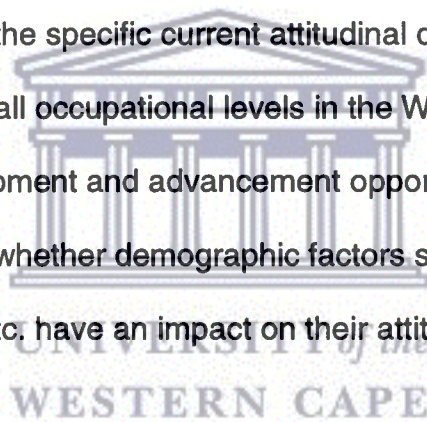 the specific current attitudinal
all occupational levels in the W
pment and advancement oppor
whether demographic factors s
tc. have an impact on their attit
UNIVERSITY of the
WESTERN CAPE